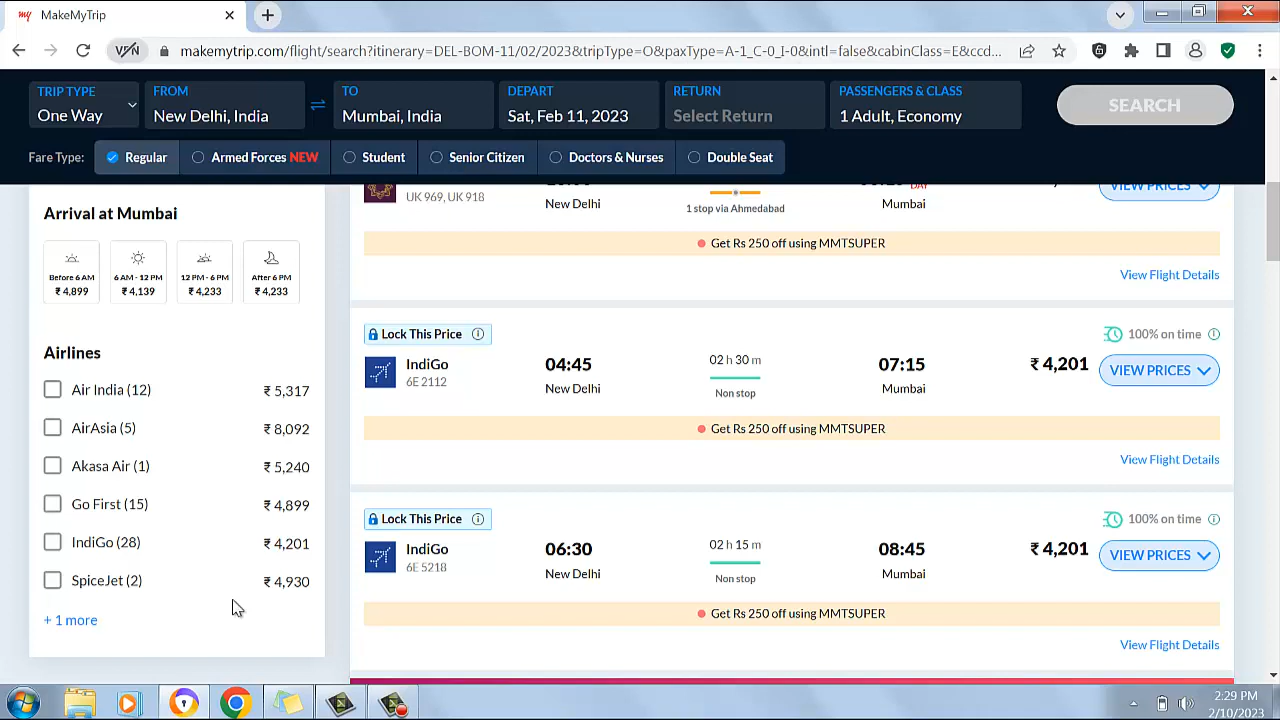 MakeMyTrip
makemytrip.com/flight/search?itinerary=DEL-BOM-11/02/2023&tripType=O&paxType=A-1_C-0_I-0&intl=false&cabinClass=E&ccd...
VPN
TRIP TYPE
One Way
FROM
New Delhi, India
TO
Mumbai, India
DEPART
Sat, Feb 11, 2023
RETURN
Select Return
PASSENGERS & CLASS
1 Adult, Economy
SEARCH
Fare Type:
Regular
Armed Forces NEW
Student
Senior Citizen
Doctors & Nurses
Double Seat
Arrival at Mumbai
Before 6 AM
₹ 4,899
6 AM - 12 PM
₹ 4,139
12 PM - 6 PM
₹ 4,233
After 6 PM
₹ 4,233
Airlines
Air India (12) ₹ 5,317
AirAsia (5) ₹ 8,092
Akasa Air (1) ₹ 5,240
Go First (15) ₹ 4,899
IndiGo (28) ₹ 4,201
SpiceJet (2) ₹ 4,930
+ 1 more
UK 969, UK 918
New Delhi
1 stop via Ahmedabad
DAY
Mumbai
VIEW PRICES
Get Rs 250 off using MMTSUPER
View Flight Details
Lock This Price
100% on time
IndiGo
6E 2112
04:45
New Delhi
02 h 30 m
Non stop
07:15
Mumbai
₹ 4,201
VIEW PRICES
Get Rs 250 off using MMTSUPER
View Flight Details
Lock This Price
100% on time
IndiGo
6E 5218
06:30
New Delhi
02 h 15 m
Non stop
08:45
Mumbai
₹ 4,201
VIEW PRICES
Get Rs 250 off using MMTSUPER
View Flight Details
2:29 PM
2/10/2023